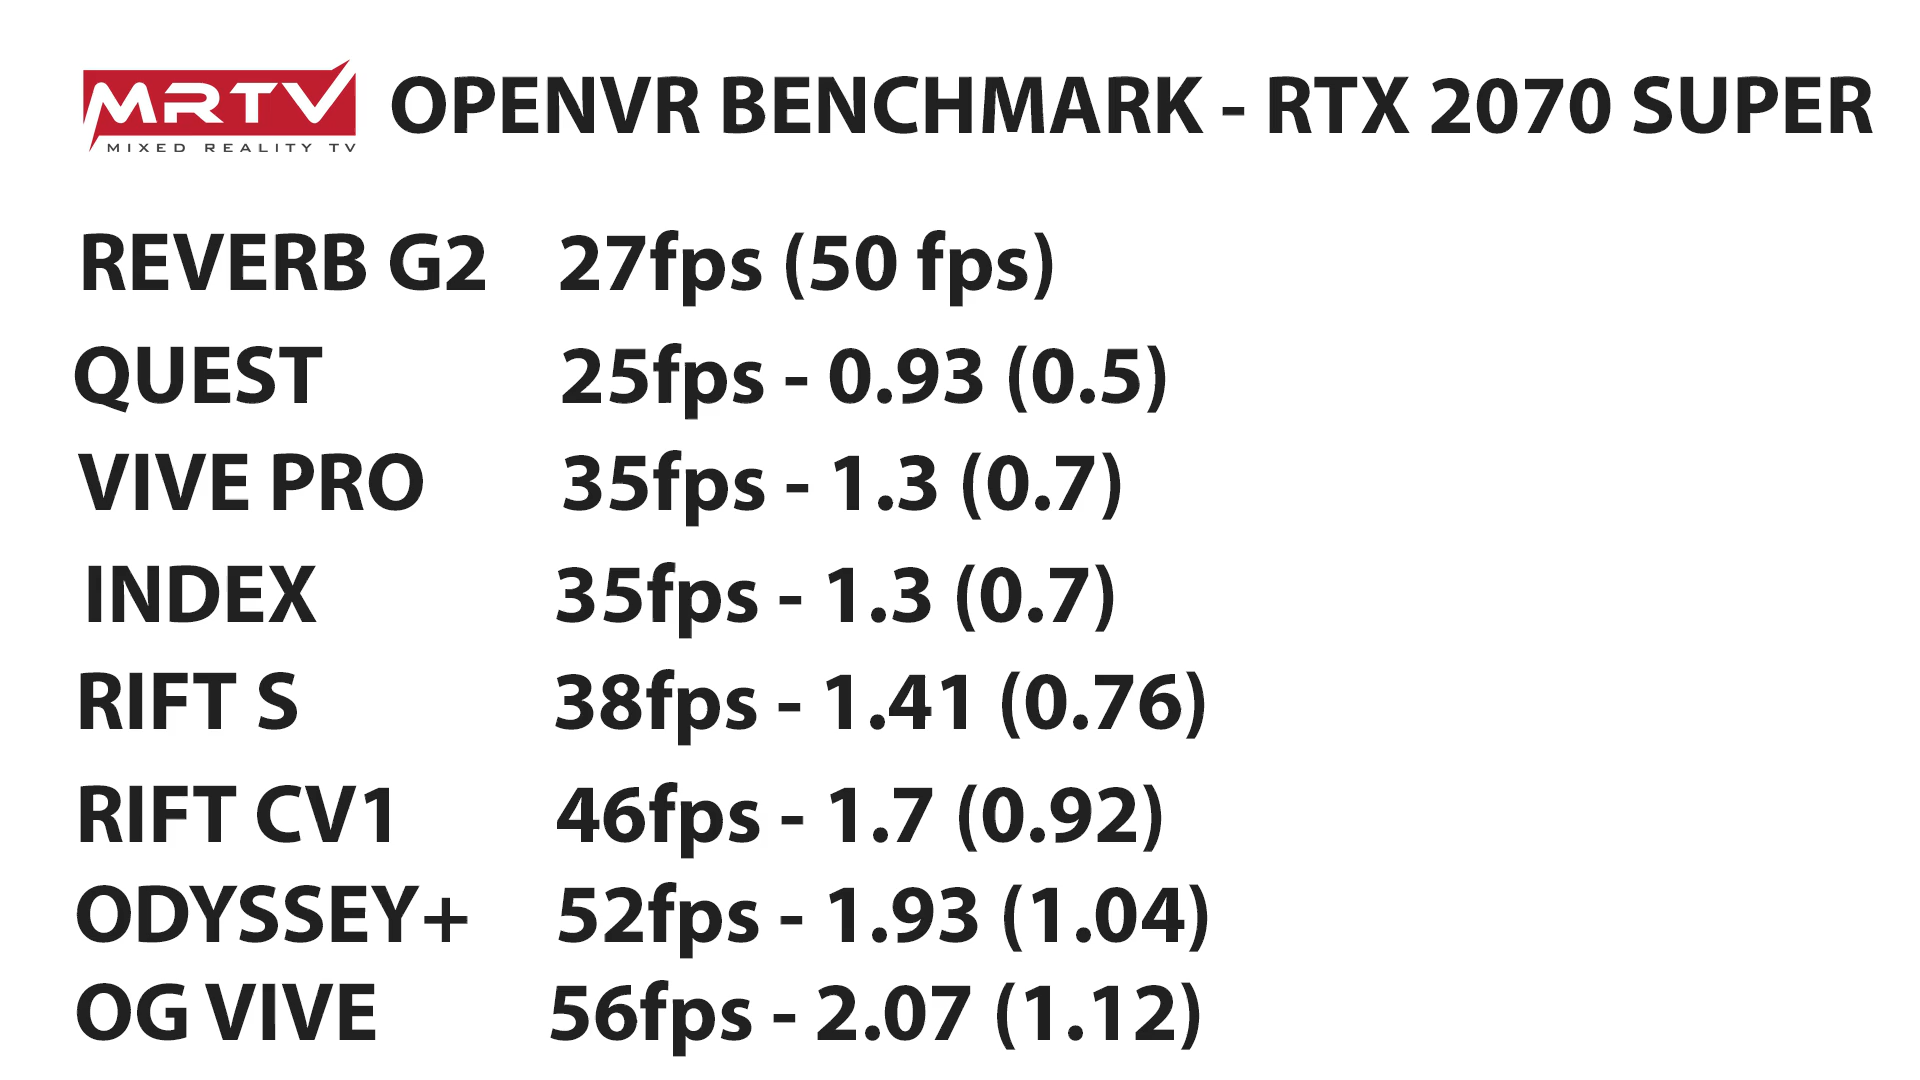 MRTV
MIXED REALITY TV
OPENVR BENCHMARK - RTX 2070 SUPER
REVERB G2 27fps (50 fps)
QUEST 25fps - 0.93 (0.5)
VIVE PRO 35fps - 1.3 (0.7)
INDEX 35fps - 1.3 (0.7)
RIFT S 38fps - 1.41 (0.76)
RIFT CV1 46fps - 1.7 (0.92)
ODYSSEY+ 52fps - 1.93 (1.04)
OG VIVE 56fps - 2.07 (1.12)